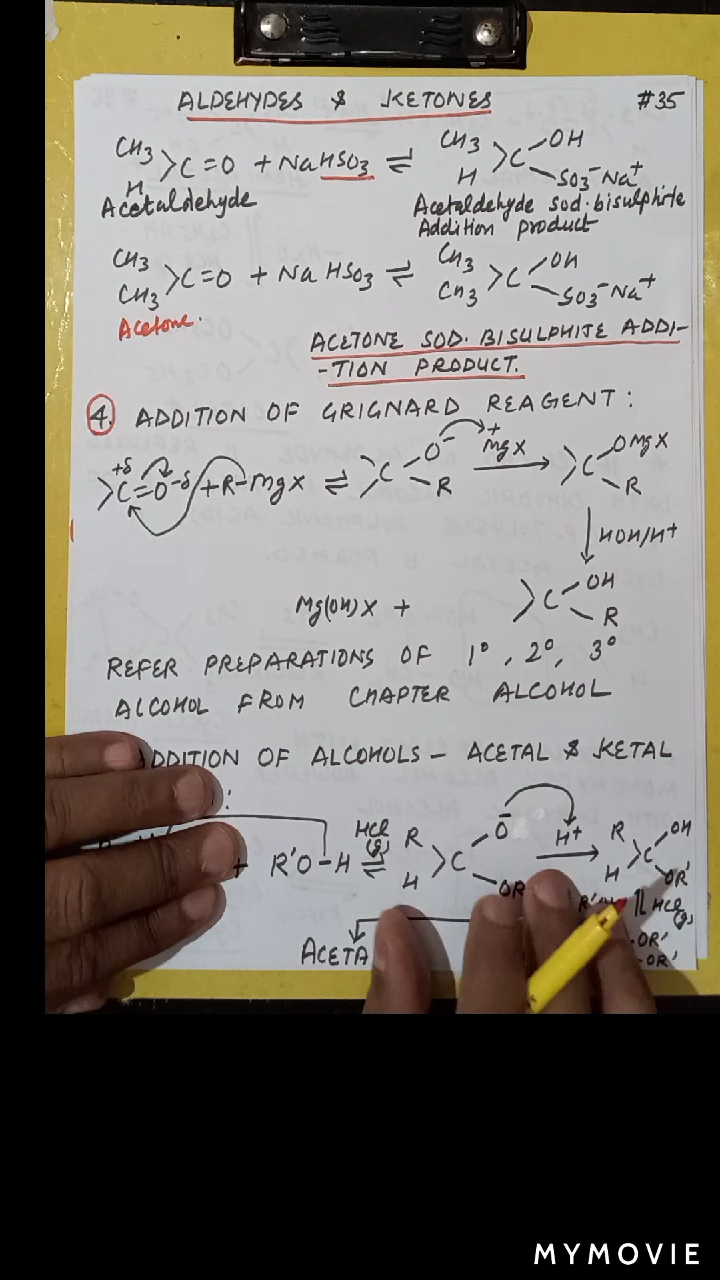 ALDEHYDES & KETONES #35
CH3 H >C=O + NaHSO3 ⇌ CH3 H >C OH SO3⁻Na⁺
Acetaldehyde Acetaldehyde sod. bisulphite
Addition product
CH3 CH3 >C=O + NaHSO3 ⇌ CH3 CH3 >C OH SO3⁻Na⁺
Acetone.
ACETONE SOD. BISULPHITE ADDI-
-TION PRODUCT.
4. ADDITION OF GRIGNARD REAGENT:
>C+δ=O-δ + R-MgX ⇌ >C O⁻ R ⁺MgX → >C OMgX R
↓ HOH/H⁺
Mg(OH)X + >C OH R
REFER PREPARATIONS OF 1°, 2°, 3°
ALCOHOL FROM CHAPTER ALCOHOL
DDITION OF ALCOHOLS - ACETAL & KETAL
:
+ R'O-H HCl (g) ⇌ R H >C O⁻ OR H⁺ → R H >C OH OR'
⇌ HCl (g)
ACETA -OR'
-OR'
MYMOVIE